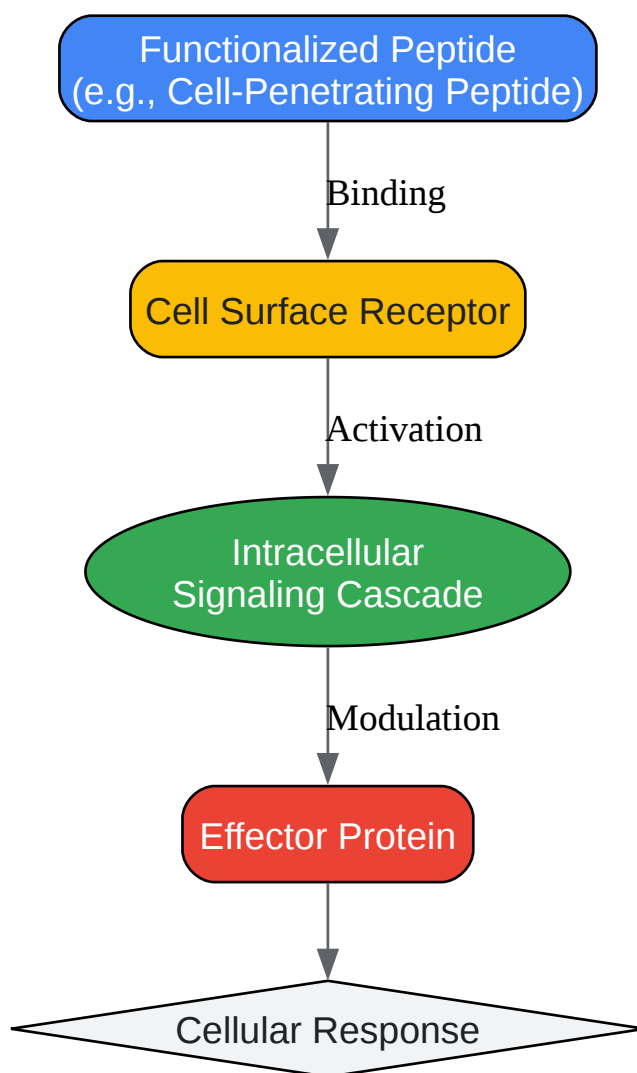 Functionalized Peptide
(e.g., Cell-Penetrating Peptide)
Binding
Cell Surface Receptor
Activation
Intracellular
Signaling Cascade
Modulation
Effector Protein
Cellular Response